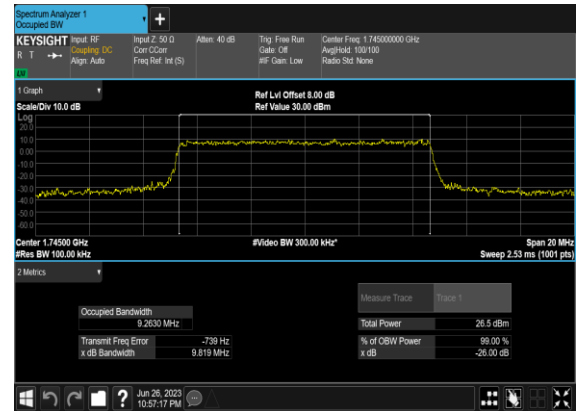 Spectrum Analyzer 1
Occupied BW
KEYSIGHT Input: RF Input Z: 50 Ω Atten: 40 dB Trig: Free Run Center Freq: 1.745000000 GHz
R T Coupling: DC Corr CCorr Gate: Off Avg|Hold: 100/100
Align: Auto Freq Ref: Int (S) #IF Gain: Low Radio Std: None
1 Graph
Ref Lvl Offset 8.00 dB
Scale/Div 10.0 dB Ref Value 30.00 dBm
Log
20.0
10.0
0.00
-10.0
-20.0
-30.0
-40.0
-50.0
-60.0
Center 1.74500 GHz #Video BW 300.00 kHz* Span 20 MHz
#Res BW 100.00 kHz Sweep 2.53 ms (1001 pts)
2 Metrics
Measure Trace Trace 1
Occupied Bandwidth
9.2630 MHz Total Power 26.5 dBm
Transmit Freq Error -739 Hz % of OBW Power 99.00 %
x dB Bandwidth 9.819 MHz x dB -26.00 dB
? Jun 26, 2023
10:57:17 PM